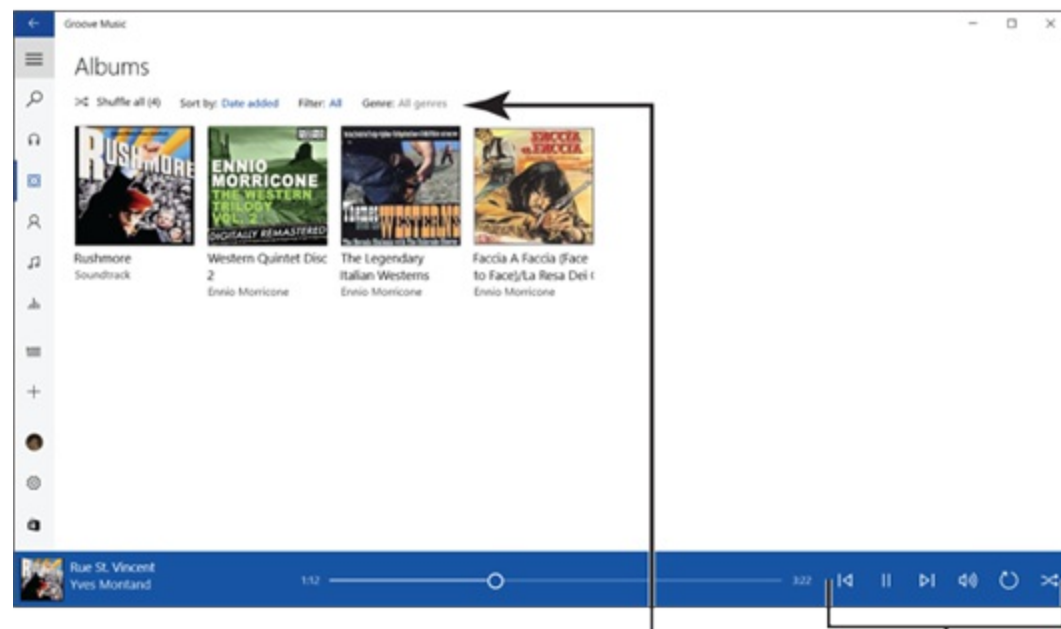 Groove Music
Albums
Shuffle all (4) Sort by: Date added Filter: All Genre: All genres
RUSHMORE
ENNIO
MORRICONE
THE WESTERN
TRILOGY
VOL. 2
DIGITALLY REMASTERED
Themes
WESTERNS
FACCIA
A FACCIA
Rushmore
Soundtrack
Western Quintet Disc
2
Ennio Morricone
The Legendary
Italian Westerns
Ennio Morricone
Faccia A Faccia (Face
to Face)/La Resa Dei
Ennio Morricone
Rue St. Vincent
Yves Montand
1:12
3:22